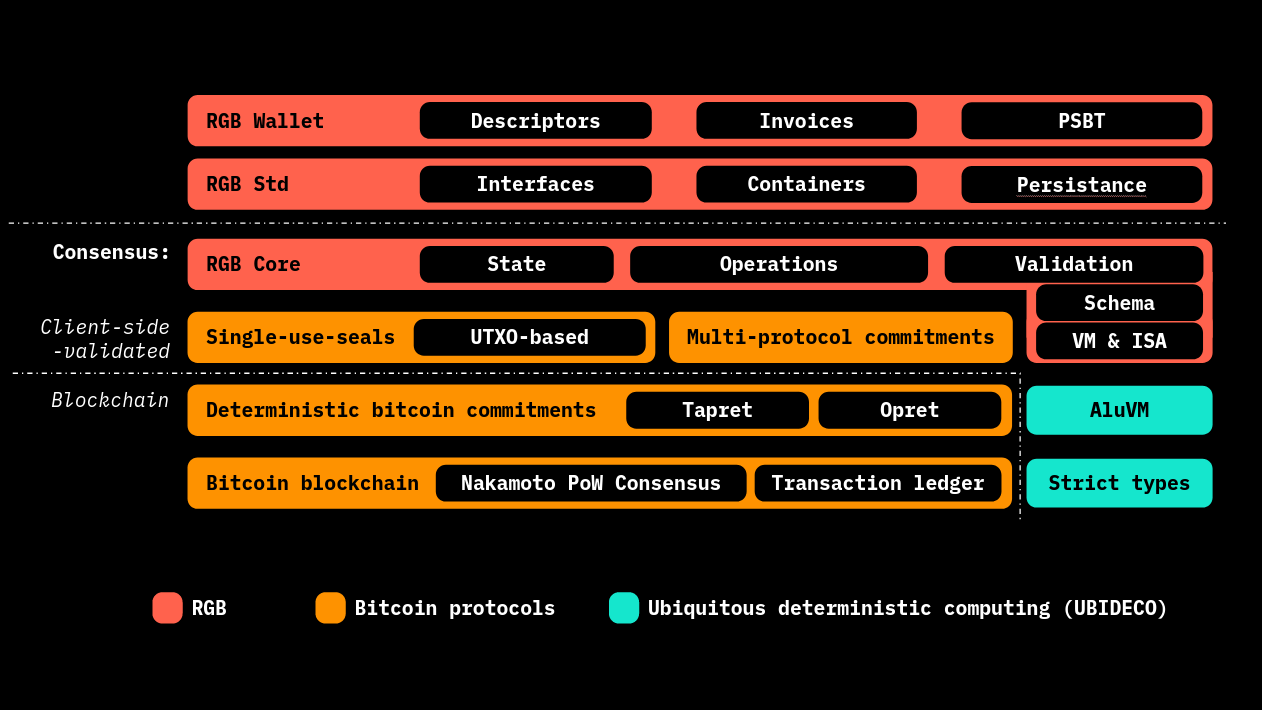 RGB Wallet Descriptors Invoices PSBT
RGB Std Interfaces Containers Persistance
Consensus: RGB Core State Operations Validation
Schema
Client-side
-validated
Single-use-seals UTXO-based Multi-protocol commitments VM & ISA
Blockchain Deterministic bitcoin commitments Tapret Opret AluVM
Bitcoin blockchain Nakamoto PoW Consensus Transaction ledger Strict types
RGB Bitcoin protocols Ubiquitous deterministic computing (UBIDECO)